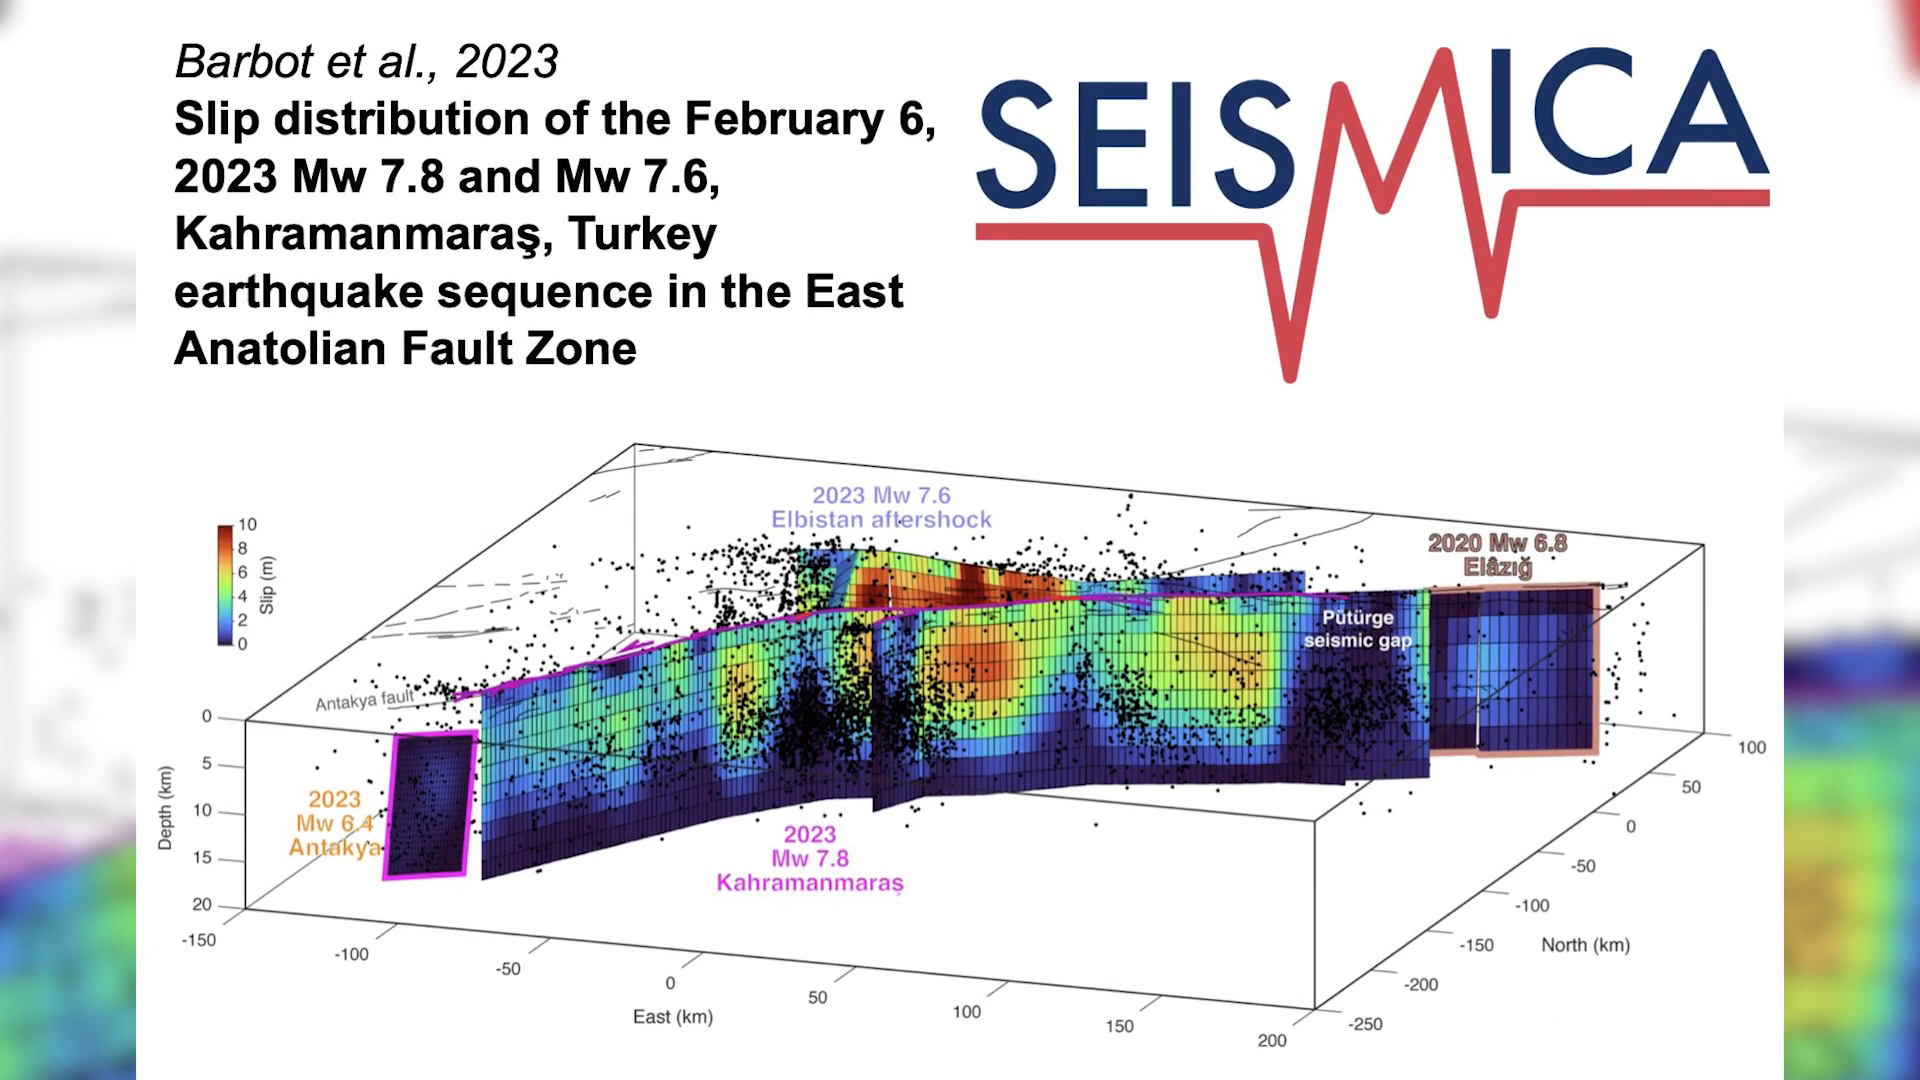 Barbot et al., 2023
Slip distribution of the February 6,
2023 Mw 7.8 and Mw 7.6,
Kahramanmaraş, Turkey
earthquake sequence in the East
Anatolian Fault Zone
SEISMICA
2023 Mw 7.6
Elbistan aftershock
2020 Mw 6.8
Elâzığ
10
8
6
4
2
0
Slip (m)
Pütürge
seismic gap
Antakya fault
0
5
10
15
20
Depth (km)
2023
Mw 6.4
Antakya
2023
Mw 7.8
Kahramanmaraş
-150
-100
-50
0
50
100
150
200
East (km)
100
50
0
-50
-100
-150
-200
-250
North (km)